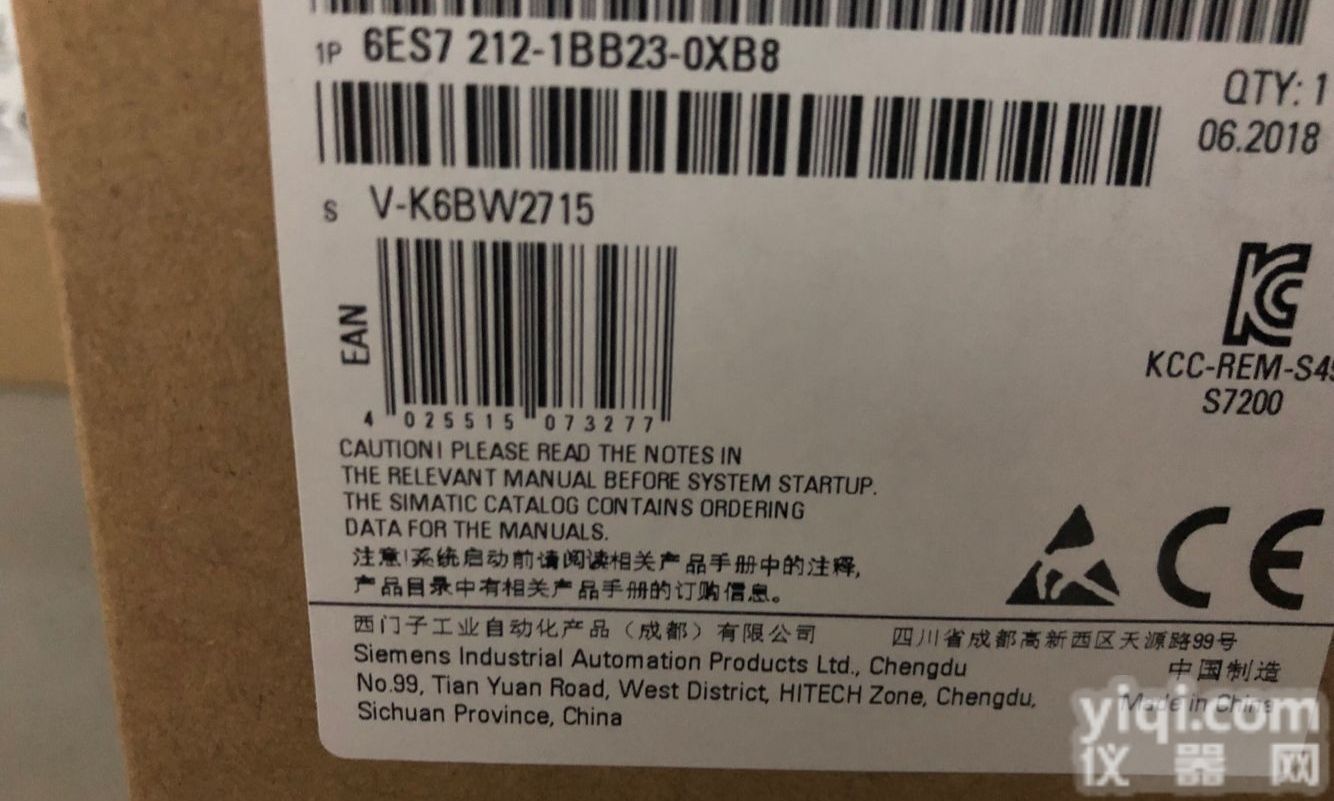 1P 6ES7 212-1BB23-0XB8
QTY: 1
06.2018
S V-K6BW2715
EAN
4 025515 073277
KCC-REM-S49
S7200
CAUTION! PLEASE READ THE NOTES IN
THE RELEVANT MANUAL BEFORE SYSTEM STARTUP.
THE SIMATIC CATALOG CONTAINS ORDERING
DATA FOR THE MANUALS.
注意!系统启动前请阅读相关产品手册中的注释,
产品目录中有相关产品手册的订购信息。
CE
西门子工业自动化产品（成都）有限公司 四川省成都高新西区天源路99号
Siemens Industrial Automation Products Ltd., Chengdu
中国制造
No.99, Tian Yuan Road, West District, HITECH Zone, Chengdu,
Made in China
Sichuan Province, China
yiqi.com
仪器网